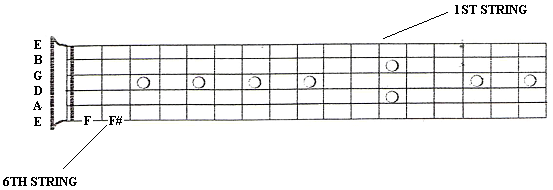 1ST STRING
E
B
G
D
A
E F F#
6TH STRING